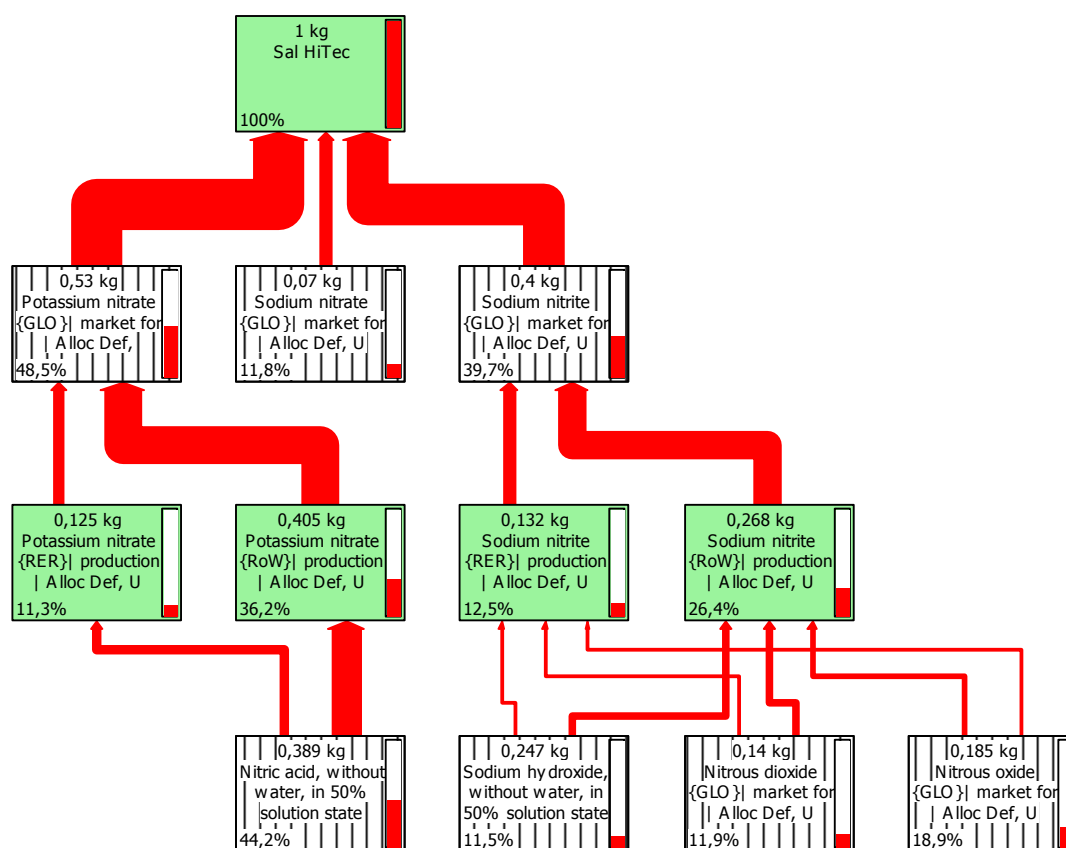 1 kg
Sal HiTec
100%
0,53 kg
Potassium nitrate
{GLO}| market for
| Alloc Def,
48,5%
0,07 kg
Sodium nitrate
{GLO}| market for
| Alloc Def, U
11,8%
0,4 kg
Sodium nitrite
{GLO}| market for
| Alloc Def, U
39,7%
0,125 kg
Potassium nitrate
{RER}| production
| Alloc Def, U
11,3%
0,405 kg
Potassium nitrate
{RoW}| production
| Alloc Def, U
36,2%
0,132 kg
Sodium nitrite
{RER}| production
| Alloc Def, U
12,5%
0,268 kg
Sodium nitrite
{RoW}| production
| Alloc Def, U
26,4%
0,389 kg
Nitric acid, without
water, in 50%
solution state
44,2%
0,247 kg
Sodium hydroxide,
without water, in
50% solution state
11,5%
0,14 kg
Nitrous dioxide
{GLO}| market for
| Alloc Def, U
11,9%
0,185 kg
Nitrous oxide
{GLO}| market for
| Alloc Def, U
18,9%